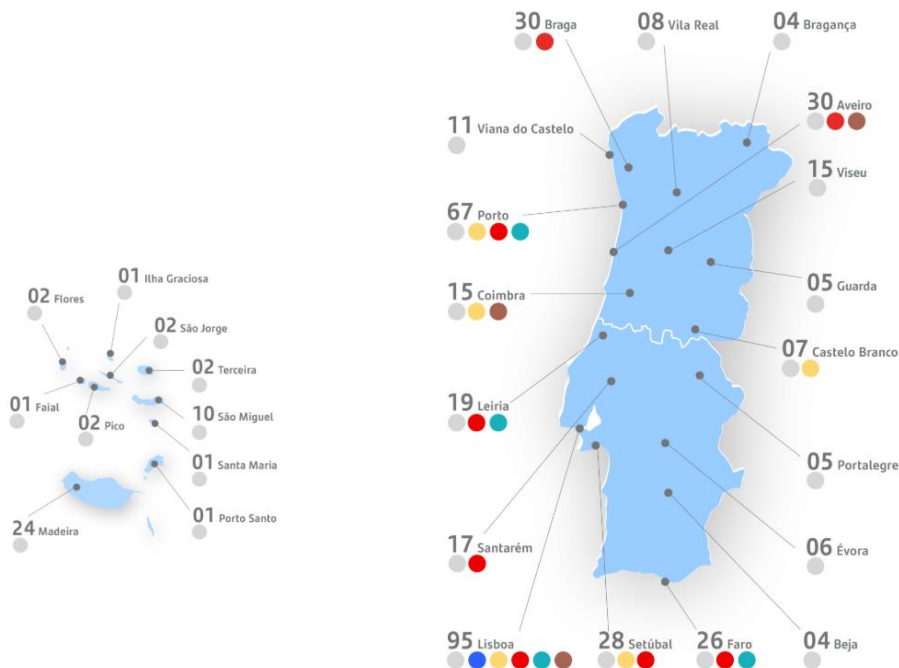 30 Braga
08 Vila Real
04 Bragança
30 Aveiro
11 Viana do Castelo
15 Viseu
67 Porto
01 Ilha Graciosa
02 Flores
05 Guarda
15 Coimbra
02 São Jorge
07 Castelo Branco
02 Terceira
01 Faial
02 Pico
10 São Miguel
19 Leiria
01 Santa Maria
05 Portalegre
24 Madeira
01 Porto Santo
17 Santarém
06 Évora
95 Lisboa
28 Setúbal
26 Faro
04 Beja